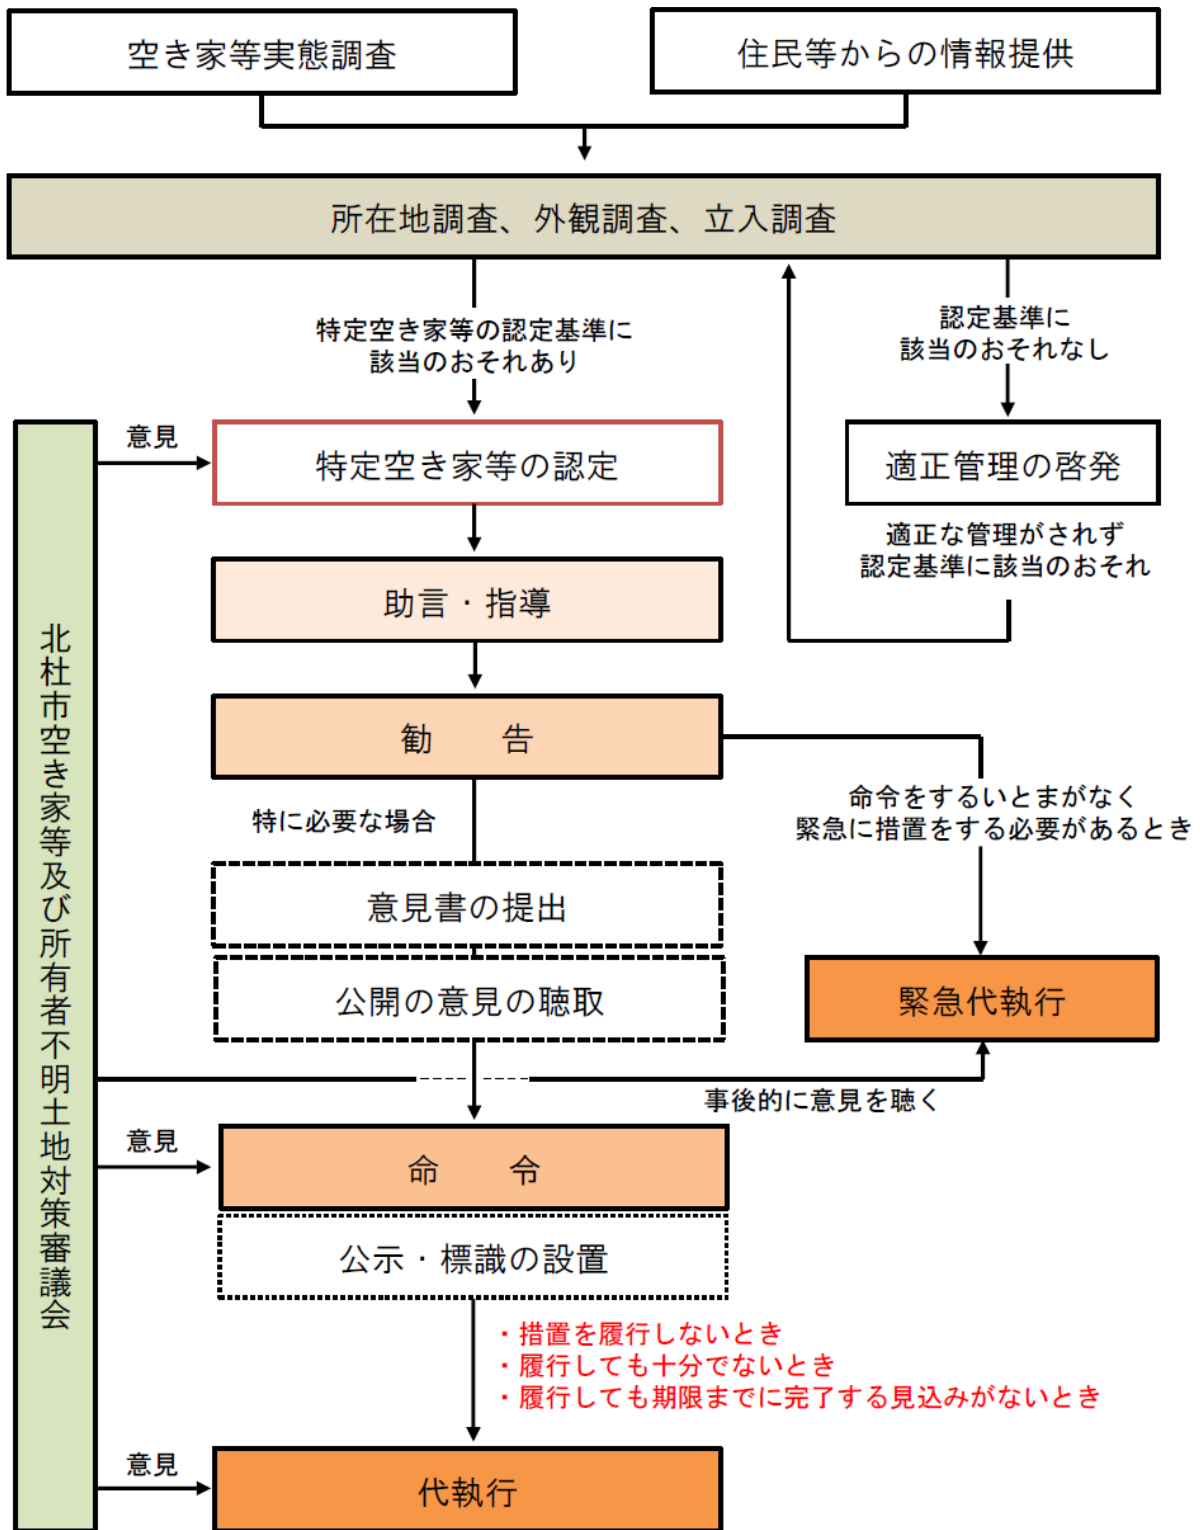 空き家等実態調査
住民等からの情報提供
所在地調査、外観調査、立入調査
特定空き家等の認定基準に
該当のおそれあり
認定基準に
該当のおそれなし
意見
特定空き家等の認定
適正管理の啓発
適正な管理がされず
認定基準に該当のおそれ
助言・指導
北杜市空き家等及び所有者不明土地対策審議会
勧　告
特に必要な場合
命令をするいとまがなく
緊急に措置をする必要があるとき
意見書の提出
公開の意見の聴取
緊急代執行
事後的に意見を聴く
意見
命　令
公示・標識の設置
・措置を履行しないとき
・履行しても十分でないとき
・履行しても期限までに完了する見込みがないとき
意見
代執行